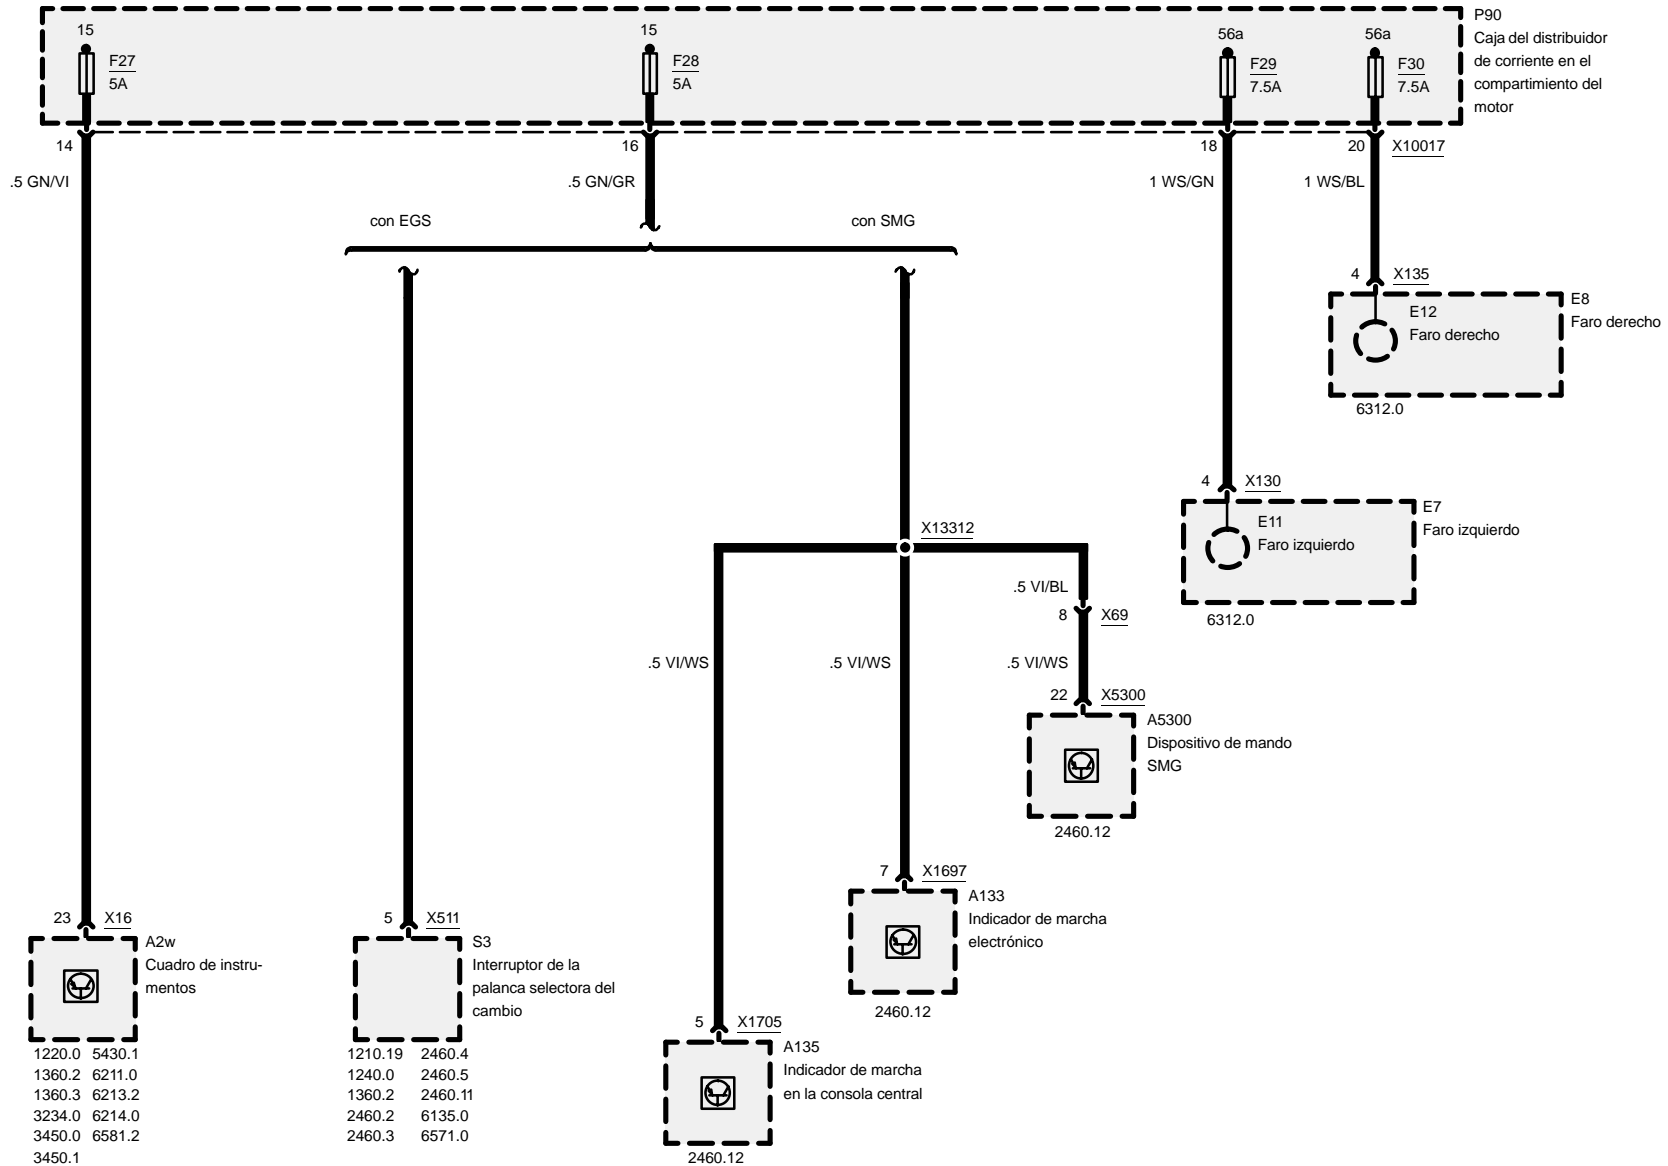 P90
Caja del distribuidor
de corriente en el
compartimiento del
motor
15
F27
5A
15
F28
5A
56a
F29
7.5A
56a
F30
7.5A
14
16
18
20
X10017
.5 GN/VI
.5 GN/GR
1 WS/GN
1 WS/BL
con EGS
con SMG
4
X135
E8
Faro derecho
E12
Faro derecho
6312.0
4
X130
E7
Faro izquierdo
E11
Faro izquierdo
6312.0
X13312
.5 VI/BL
8
X69
.5 VI/WS
.5 VI/WS
.5 VI/WS
22
X5300
A5300
Dispositivo de mando
SMG
2460.12
7
X1697
A133
Indicador de marcha
electrónico
2460.12
23
X16
A2w
Cuadro de instru-
mentos
1220.0 5430.1
1360.2 6211.0
1360.3 6213.2
3234.0 6214.0
3450.0 6581.2
3450.1
5
X511
S3
Interruptor de la
palanca selectora del
cambio
1210.19 2460.4
1240.0 2460.5
1360.2 2460.11
2460.2 6135.0
2460.3 6571.0
5
X1705
A135
Indicador de marcha
en la consola central
2460.12